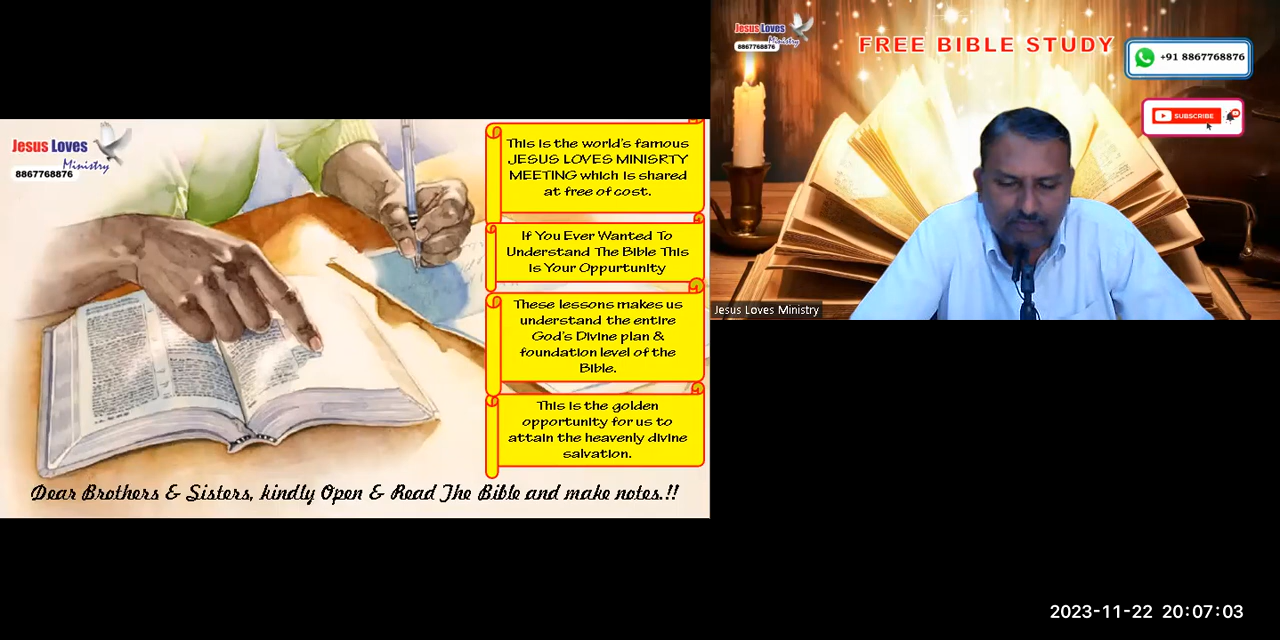 Jesus Loves
Ministry
8867768876
This is the world's famous
JESUS LOVES MINISRTY
MEETING which is shared
at free of cost.
If You Ever Wanted To
Understand The Bible This
Is Your Oppurtunity
These lessons makes us
understand the entire
God's Divine plan &
foundation level of the
Bible.
This is the golden
opportunity for us to
attain the heavenly divine
salvation.
Dear Brothers & Sisters, kindly Open & Read The Bible and make notes.!!
Jesus Loves
Ministry
8867768876
FREE BIBLE STUDY
+91 8867768876
SUBSCRIBE
Jesus Loves Ministry
2023-11-22 20:07:03